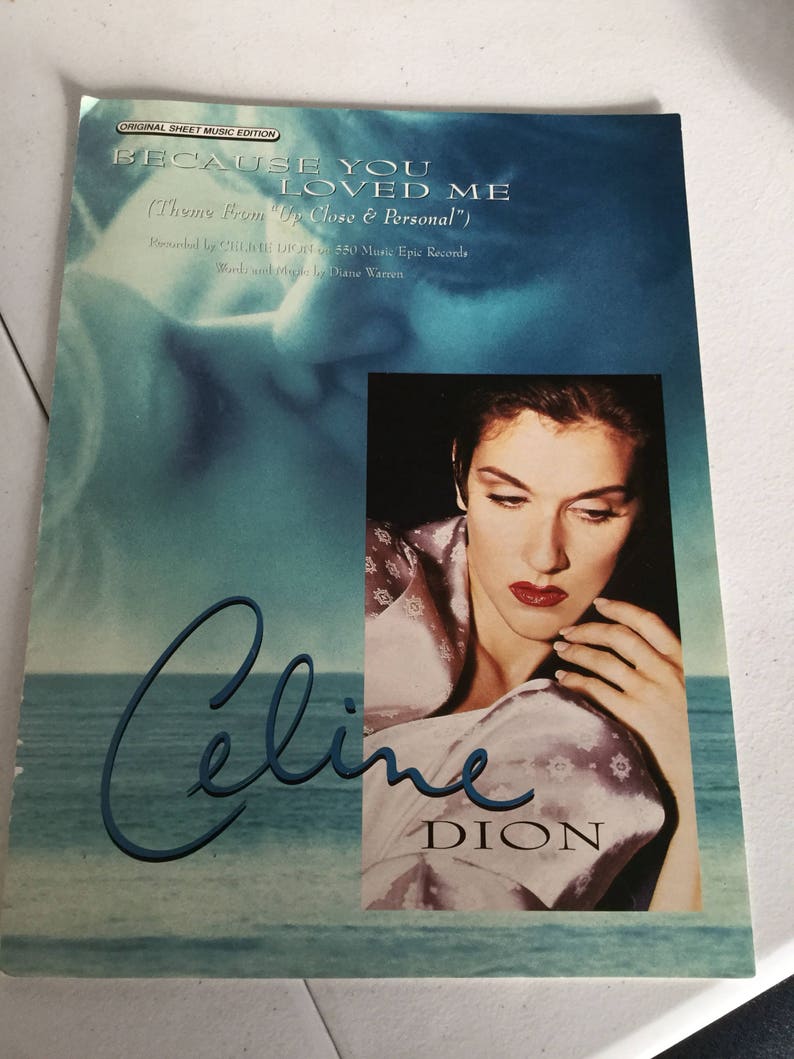 ORIGINAL SHEET MUSIC EDITION
BECAUSE YOU
LOVED ME
(Theme From "Up Close & Personal")
Recorded by CELINE DION on 550 Music/Epic Records
Words and Music by Diane Warren
Celine
DION